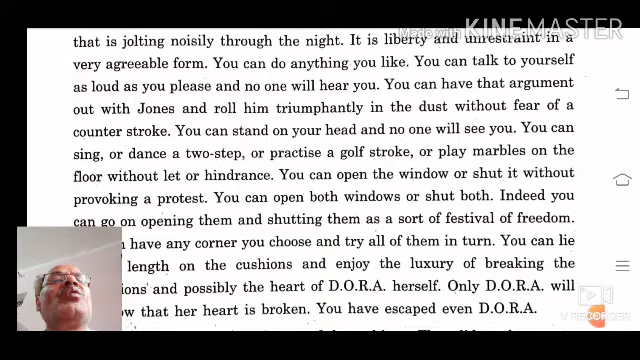 Made with KINEMASTER
that is jolting noisily through the night. It is liberty and unrestraint in a
very agreeable form. You can do anything you like. You can talk to yourself
as loud as you please and no one will hear you. You can have that argument
out with Jones and roll him triumphantly in the dust without fear of a
counter stroke. You can stand on your head and no one will see you. You can
sing, or dance a two-step, or practise a golf stroke, or play marbles on the
floor without let or hindrance. You can open the window or shut it without
provoking a protest. You can open both windows or shut both. Indeed you
can go on opening them and shutting them as a sort of festival of freedom.
have any corner you choose and try all of them in turn. You can lie
length on the cushions and enjoy the luxury of breaking the
ions and possibly the heart of D.O.R.A. herself. Only D.O.R.A. will
ow that her heart is broken. You have escaped even D.O.R.A.
V RECORDER